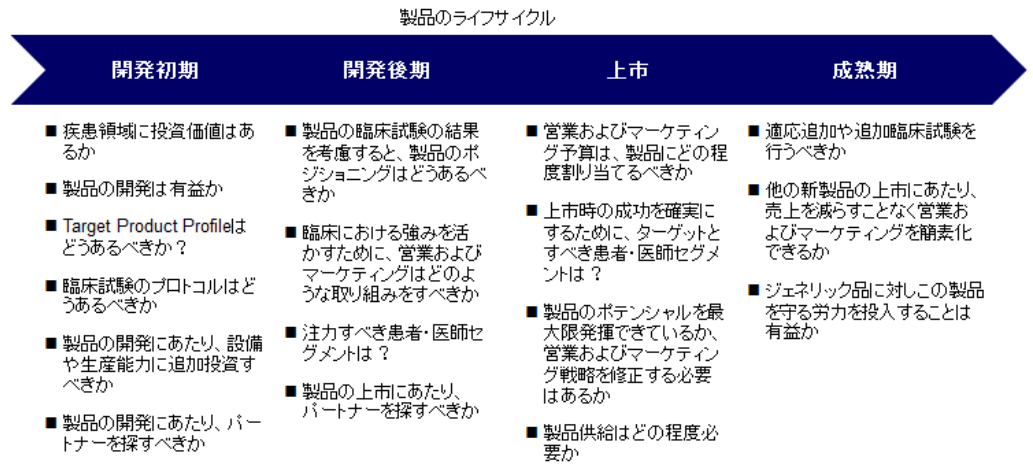 製品のライフサイクル
開発初期
開発後期
上市
成熟期
■ 疾患領域に投資価値はあ
るか
■ 製品の開発は有益か
■ Target Product Profileは
どうあるべきか？
■ 臨床試験のプロトコルはど
うあるべきか
■ 製品の開発にあたり、設備
や生産能力に追加投資す
べきか
■ 製品の開発にあたり、パー
トナーを探すべきか
■ 製品の臨床試験の結果
を考慮すると、製品のポ
ジショニングはどうあるべ
きか
■ 臨床における強みを活
かすために、営業および
マーケティングはどのよ
うな取り組みをすべきか
■ 注力すべき患者・医師セ
グメントは？
■ 製品の上市にあたり、
パートナーを探すべきか
■ 営業およびマーケティン
グ予算は、製品にどの程
度割り当てるべきか
■ 上市時の成功を確実に
するために、ターゲットと
すべき患者・医師セグメ
ントは？
■ 製品のポテンシャルを最
大限発揮できているか、
営業およびマーケティン
グ戦略を修正する必要
はあるか
■ 製品供給はどの程度必
要か
■ 適応追加や追加臨床試験を
行うべきか
■ 他の新製品の上市にあたり、
売上を減らすことなく営業お
よびマーケティングを簡素化
できるか
■ ジェネリック品に対しこの製品
を守る労力を投入することは
有益か